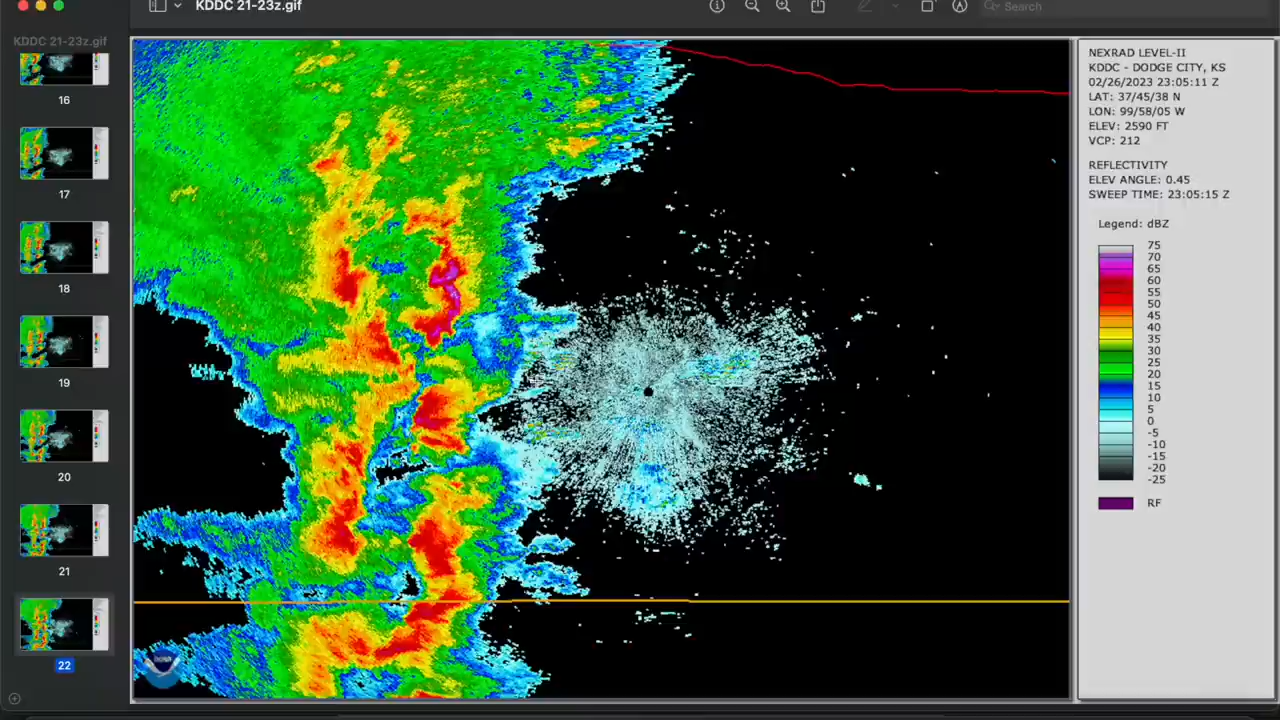 KDDC 21-23z.gif
Search
KDDC 21-23z.gif
16
17
18
19
20
21
22
NEXRAD LEVEL-II
KDDC - DODGE CITY, KS
02/26/2023 23:05:11 Z
LAT: 37/45/38 N
LON: 99/58/05 W
ELEV: 2590 FT
VCP: 212
REFLECTIVITY
ELEV ANGLE: 0.45
SWEEP TIME: 23:05:15 Z
Legend: dBZ
75
70
65
60
55
50
45
40
35
30
25
20
15
10
5
0
-5
-10
-15
-20
-25
RF